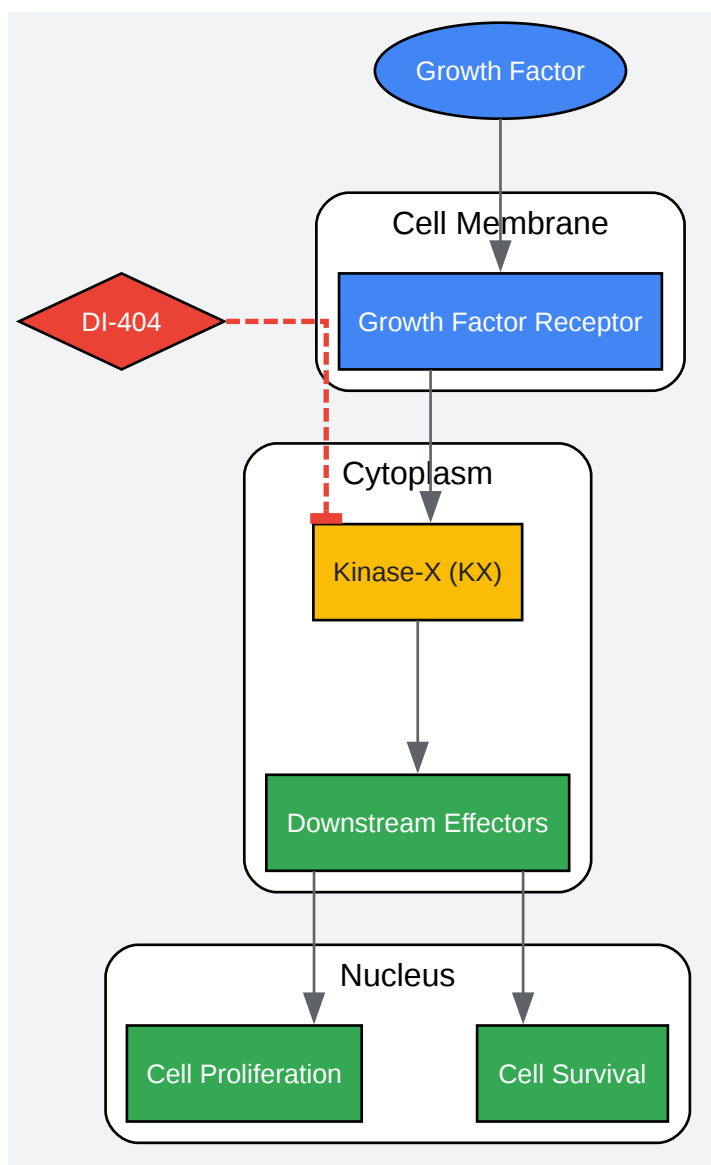 Growth Factor
Cell Membrane
Growth Factor Receptor
DI-404
Cytoplasm
Kinase-X (KX)
Downstream Effectors
Nucleus
Cell Proliferation
Cell Survival